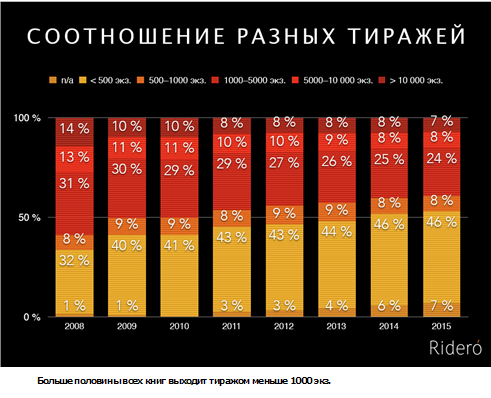 СООТНОШЕНИЕ РАЗНЫХ ТИРАЖЕЙ
n/a < 500 экз. 500–1000 экз. 1000–5000 экз. 5000–10 000 экз. > 10 000 экз.
100 %
14 % 10 % 10 % 8 % 8 % 8 % 8 % 7 %
13 % 11 % 11 % 10 % 10 % 9 % 8 % 8 %
31 % 30 % 29 % 29 % 27 % 26 % 25 % 24 %
50 %
8 % 9 % 9 % 8 % 9 % 9 % 8 % 8 %
32 % 40 % 41 % 43 % 43 % 44 % 46 % 46 %
1 % 1 % 3 % 3 % 4 % 6 % 7 %
0 %
2008 2009 2010 2011 2012 2013 2014 2015
Rideró
Больше половины всех книг выходит тиражом меньше 1000 экз.